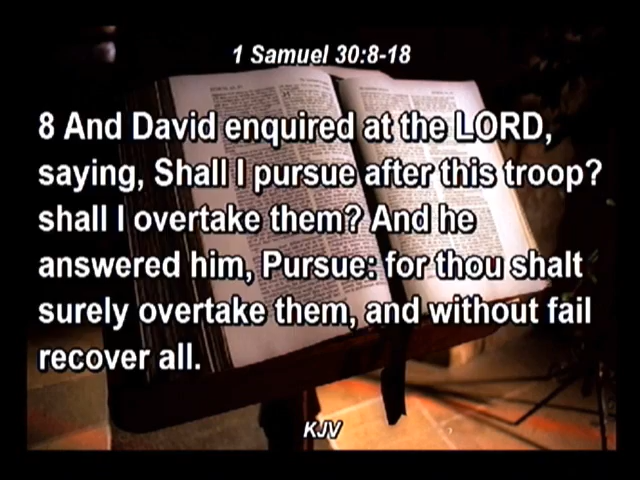 1 Samuel 30:8-18
8 And David enquired at the LORD,
saying, Shall I pursue after this troop?
shall I overtake them? And he
answered him, Pursue: for thou shalt
surely overtake them, and without fail
recover all.
KJV